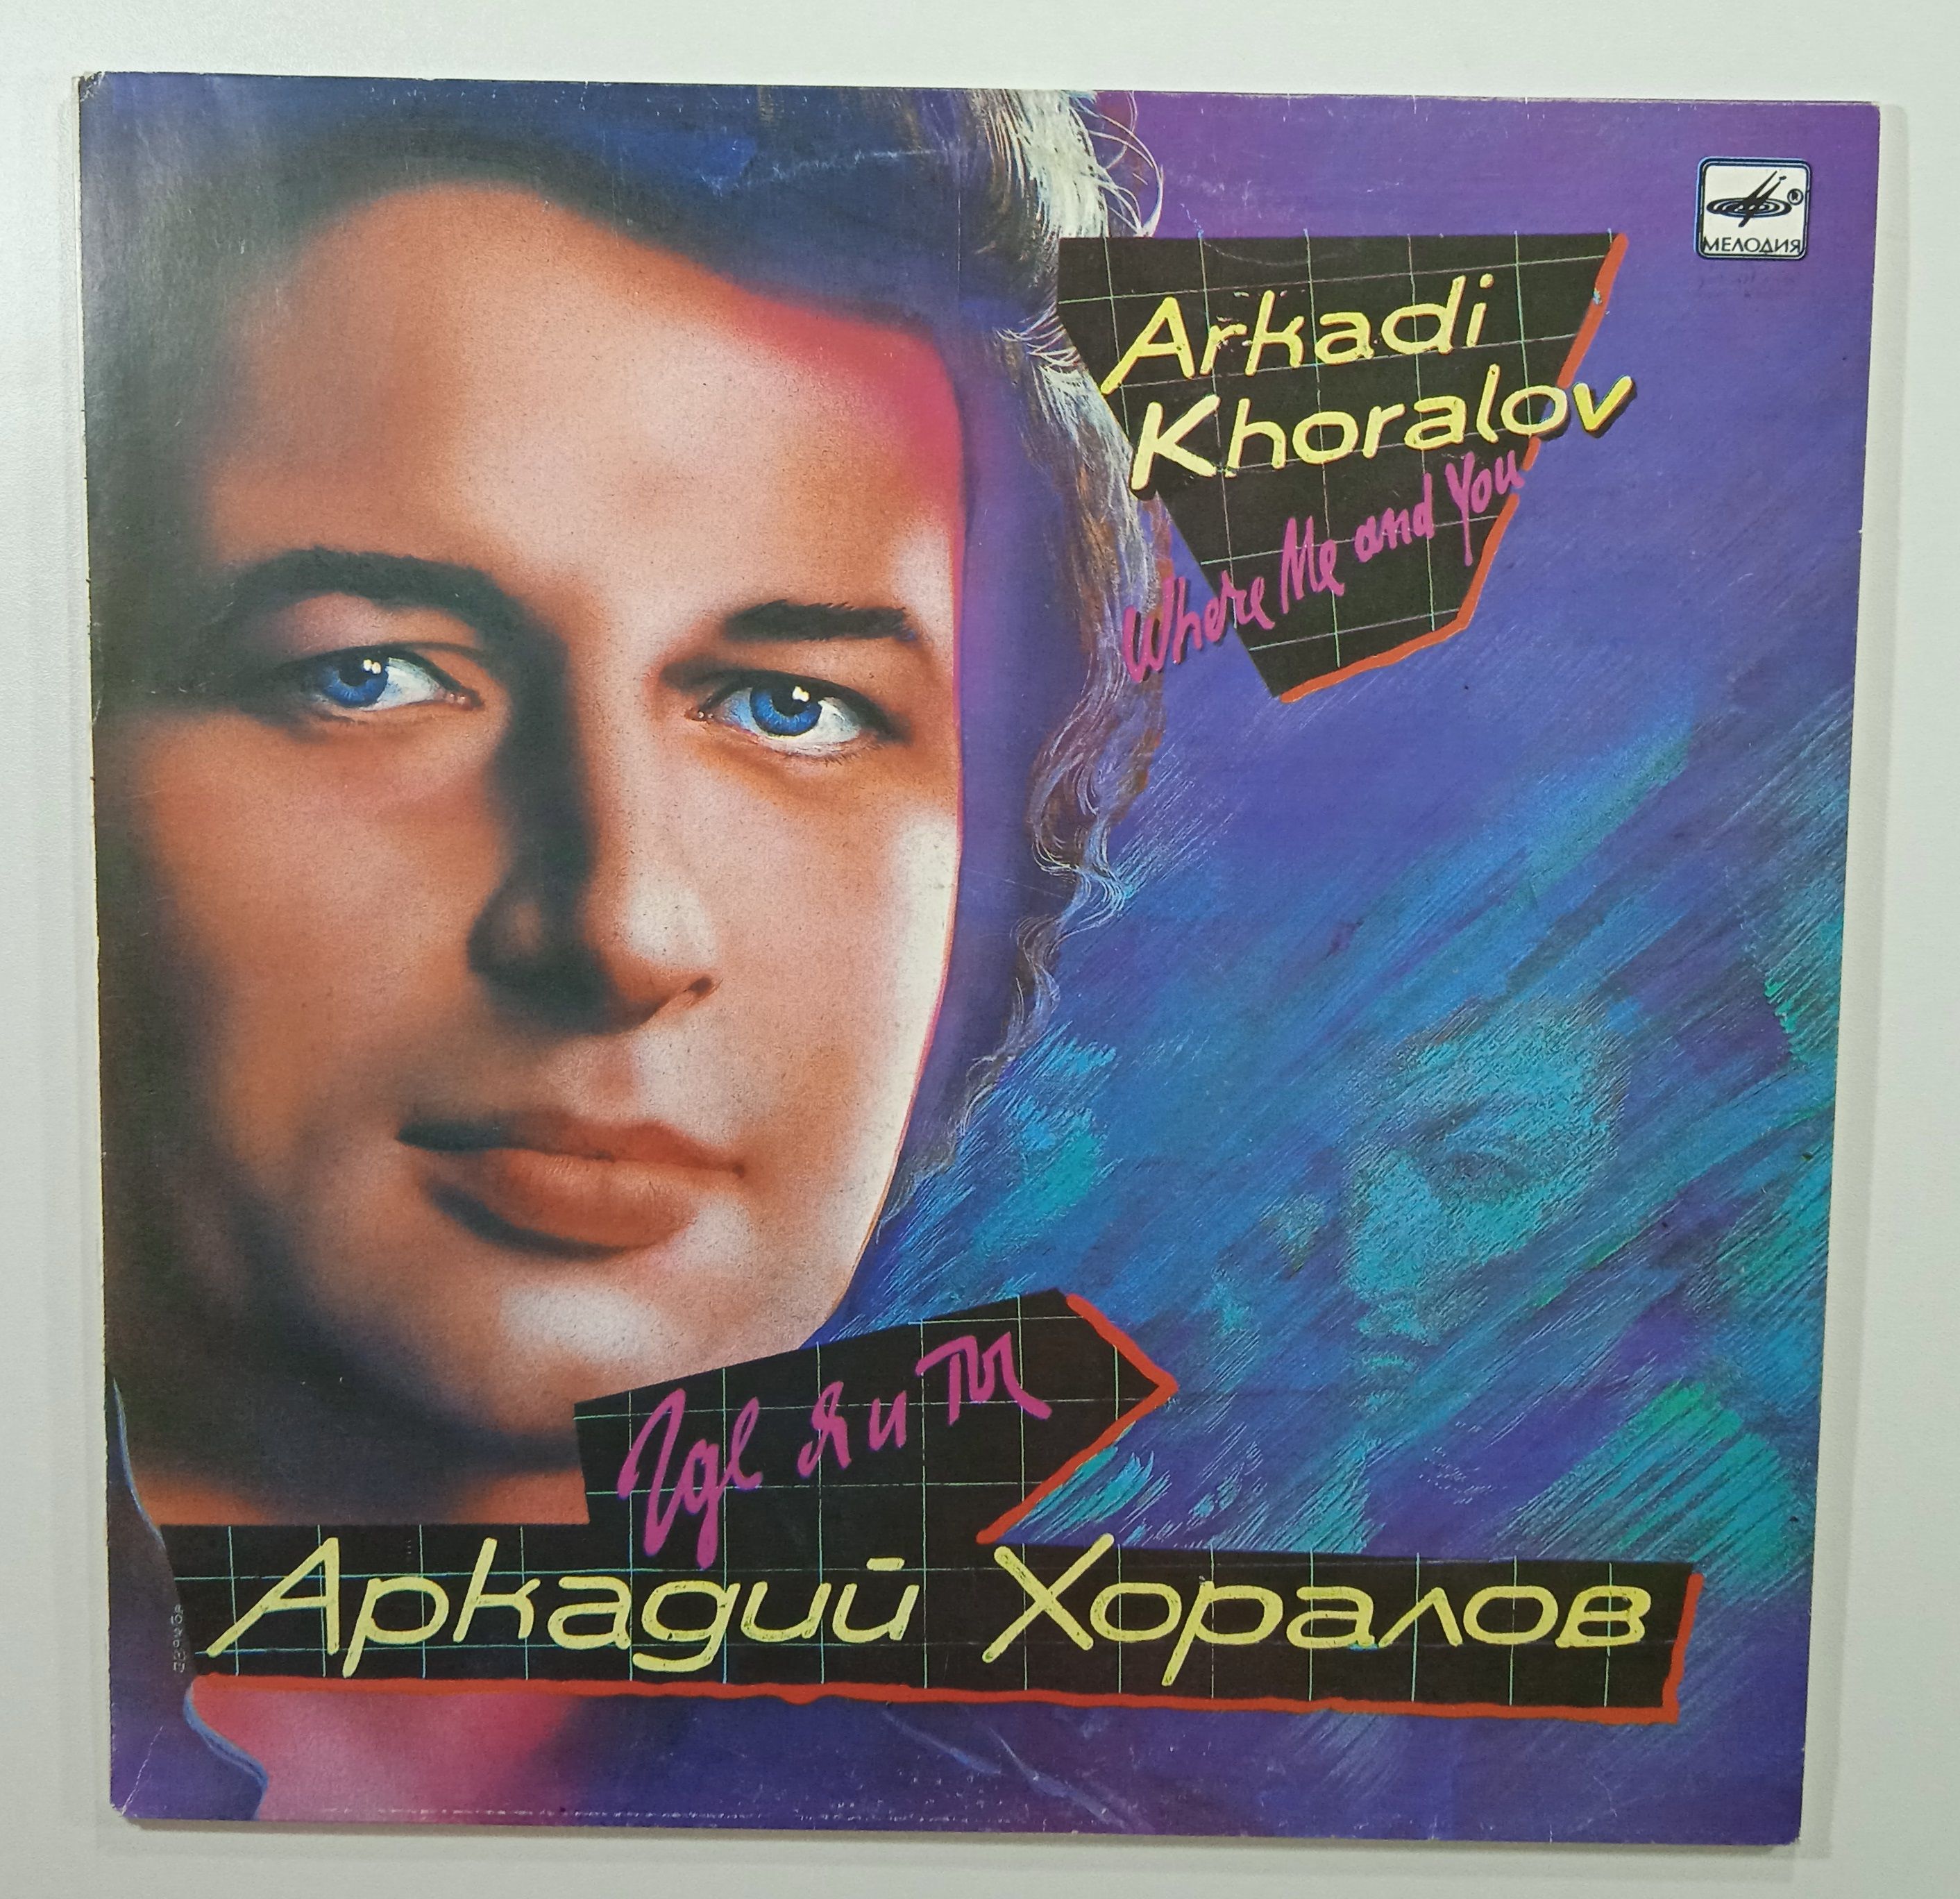 МЕЛОДИЯ
Arkadi
Khoralov
Where Me and You
Где я и ты
Аркадий Хоралов